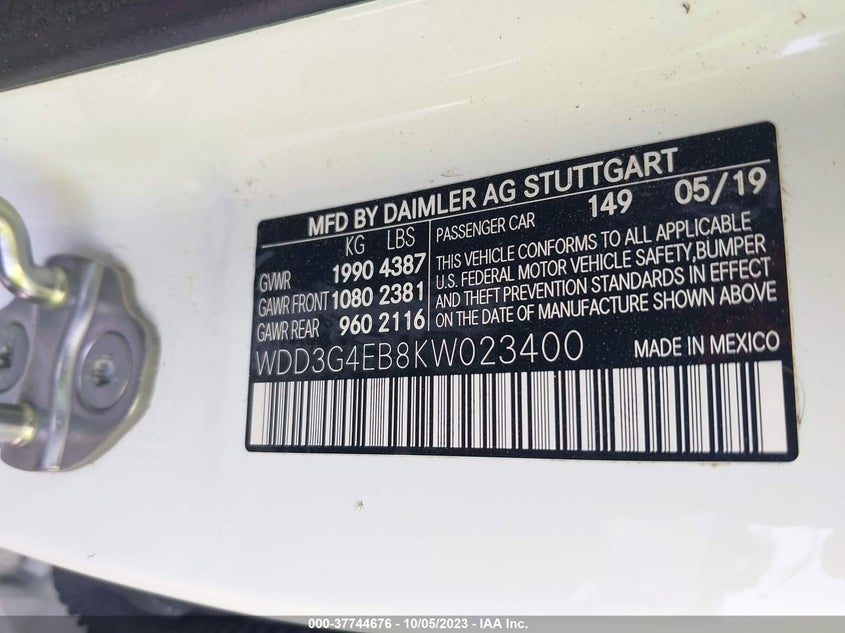 MFD BY DAIMLER AG STUTTGART
KG LBS
GVWR 1990 4387
GAWR FRONT 1080 2381
GAWR REAR 960 2116
PASSENGER CAR 149 05/19
THIS VEHICLE CONFORMS TO ALL APPLICABLE
U.S. FEDERAL MOTOR VEHICLE SAFETY,BUMPER
AND THEFT PREVENTION STANDARDS IN EFFECT
ON THE DATE OF MANUFACTURE SHOWN ABOVE
WDD3G4EB8KW023400 MADE IN MEXICO
000-37744676 - 10/05/2023 - IAA Inc.